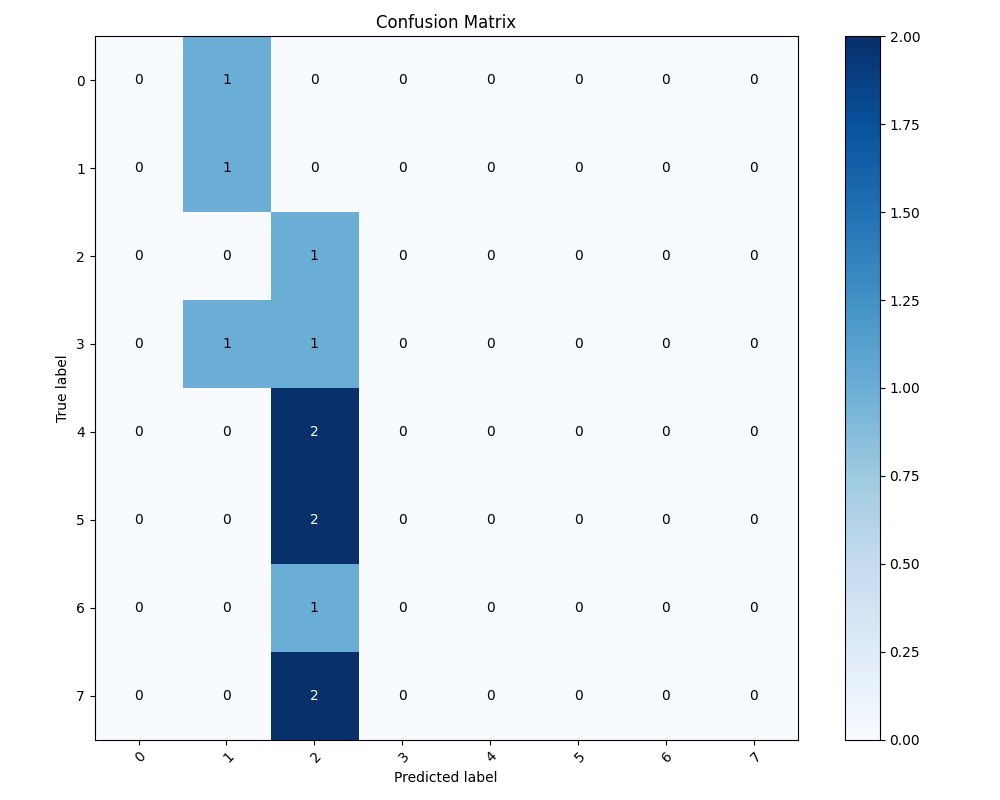 Confusion Matrix
0 0 1 0 0 0 0 0 0
1 0 1 0 0 0 0 0 0
2 0 0 1 0 0 0 0 0
3 0 1 1 0 0 0 0 0
4 0 0 2 0 0 0 0 0
5 0 0 2 0 0 0 0 0
6 0 0 1 0 0 0 0 0
7 0 0 2 0 0 0 0 0
0 1 2 3 4 5 6 7
True label
Predicted label
2.00
1.75
1.50
1.25
1.00
0.75
0.50
0.25
0.00